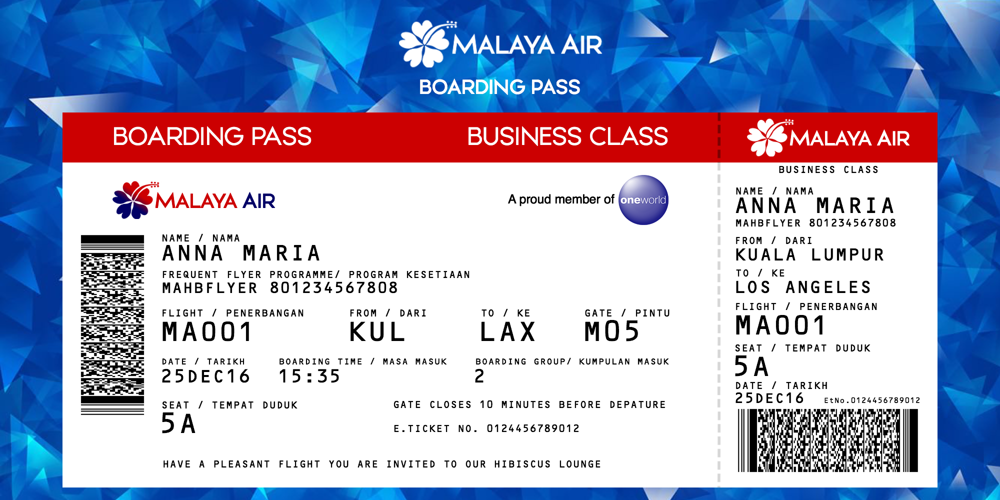 MALAYA AIR
BOARDING PASS
BOARDING PASS
BUSINESS CLASS
MALAYA AIR
A proud member of oneworld
NAME / NAMA
ANNA MARIA
FREQUENT FLYER PROGRAMME/ PROGRAM KESETIAAN
MAHBFLYER 801234567808
FLIGHT / PENERBANGAN
MA001
FROM / DARI
KUL
TO / KE
LAX
GATE / PINTU
M05
DATE / TARIKH
25DEC16
BOARDING TIME / MASA MASUK
15:35
BOARDING GROUP/ KUMPULAN MASUK
2
SEAT / TEMPAT DUDUK
5A
GATE CLOSES 10 MINUTES BEFORE DEPATURE
E.TICKET NO. 0124456789012
HAVE A PLEASANT FLIGHT YOU ARE INVITED TO OUR HIBISCUS LOUNGE
MALAYA AIR
BUSINESS CLASS
NAME / NAMA
ANNA MARIA
MAHBFLYER 801234567808
FROM / DARI
KUALA LUMPUR
TO / KE
LOS ANGELES
FLIGHT / PENERBANGAN
MA001
SEAT / TEMPAT DUDUK
5A
DATE / TARIKH
25DEC16 EtNo.0124456789012